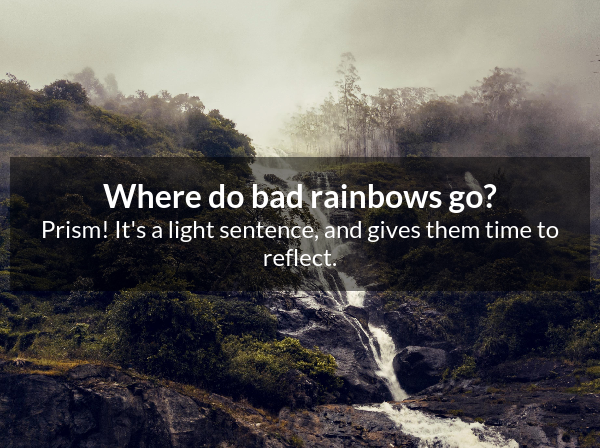 Where do bad rainbows go?
Prism! It's a light sentence, and gives them time to
reflect.